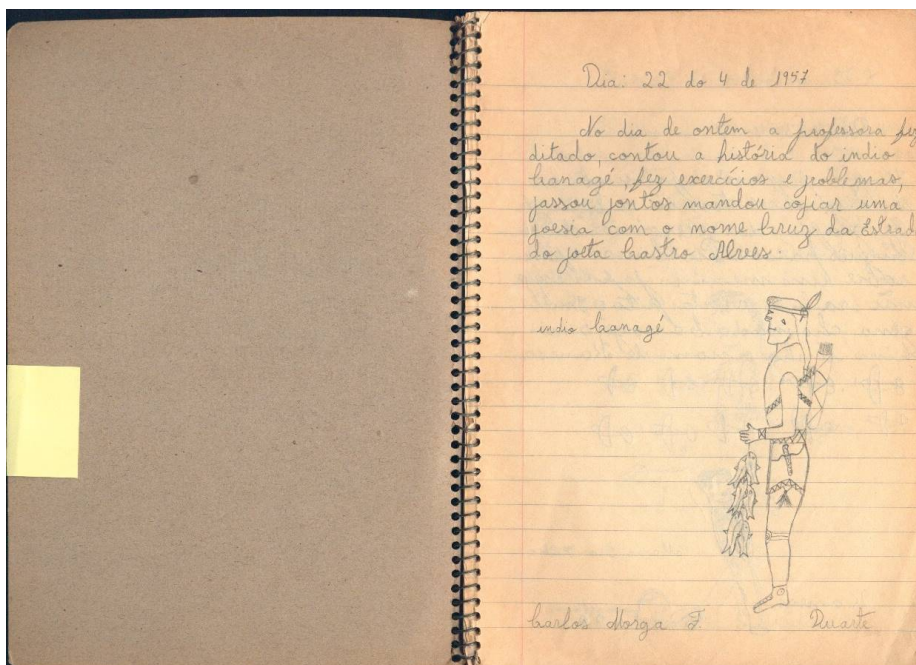 Dia: 22 do 4 de 1957
No dia de ontem a professora fez
ditado, contou a história do indio
Canagé, fez exercícios e problemas,
passou pontos mandou copiar uma
poesia com o nome Cruz da Estrad
do poeta Castro Alves.
indio Canagé
Carlos Morga F. Duarte